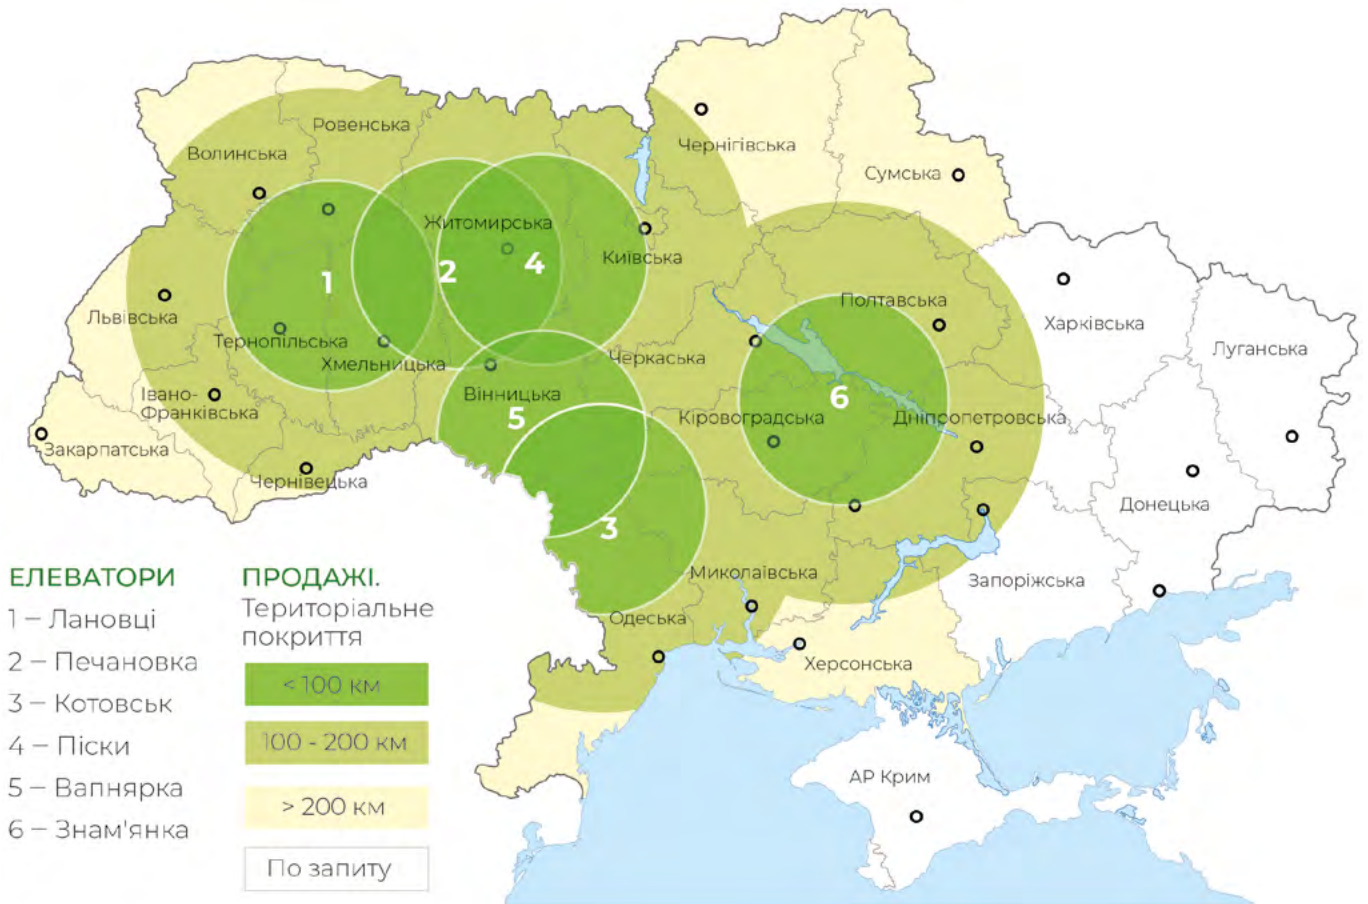 Ровенська
Волинська
Чернігівська
Сумська
Житомирська
Київська
1
2
4
Львівська
Тернопільська
Хмельницька
Полтавська
Харківська
Луганська
Черкаська
Івано-
Франківська
Вінницька
5
6
Кіровоградська
Дніпропетровська
Закарпатська
Чернівецька
3
Донецька
Миколаївська
Запоріжська
Одеська
Херсонська
АР Крим
ЕЛЕВАТОРИ
1 – Лановці
2 – Печановка
3 – Котовськ
4 – Піски
5 – Вапнярка
6 – Знам'янка
ПРОДАЖІ.
Територіальне
покриття
< 100 км
100 - 200 км
> 200 км
По запиту